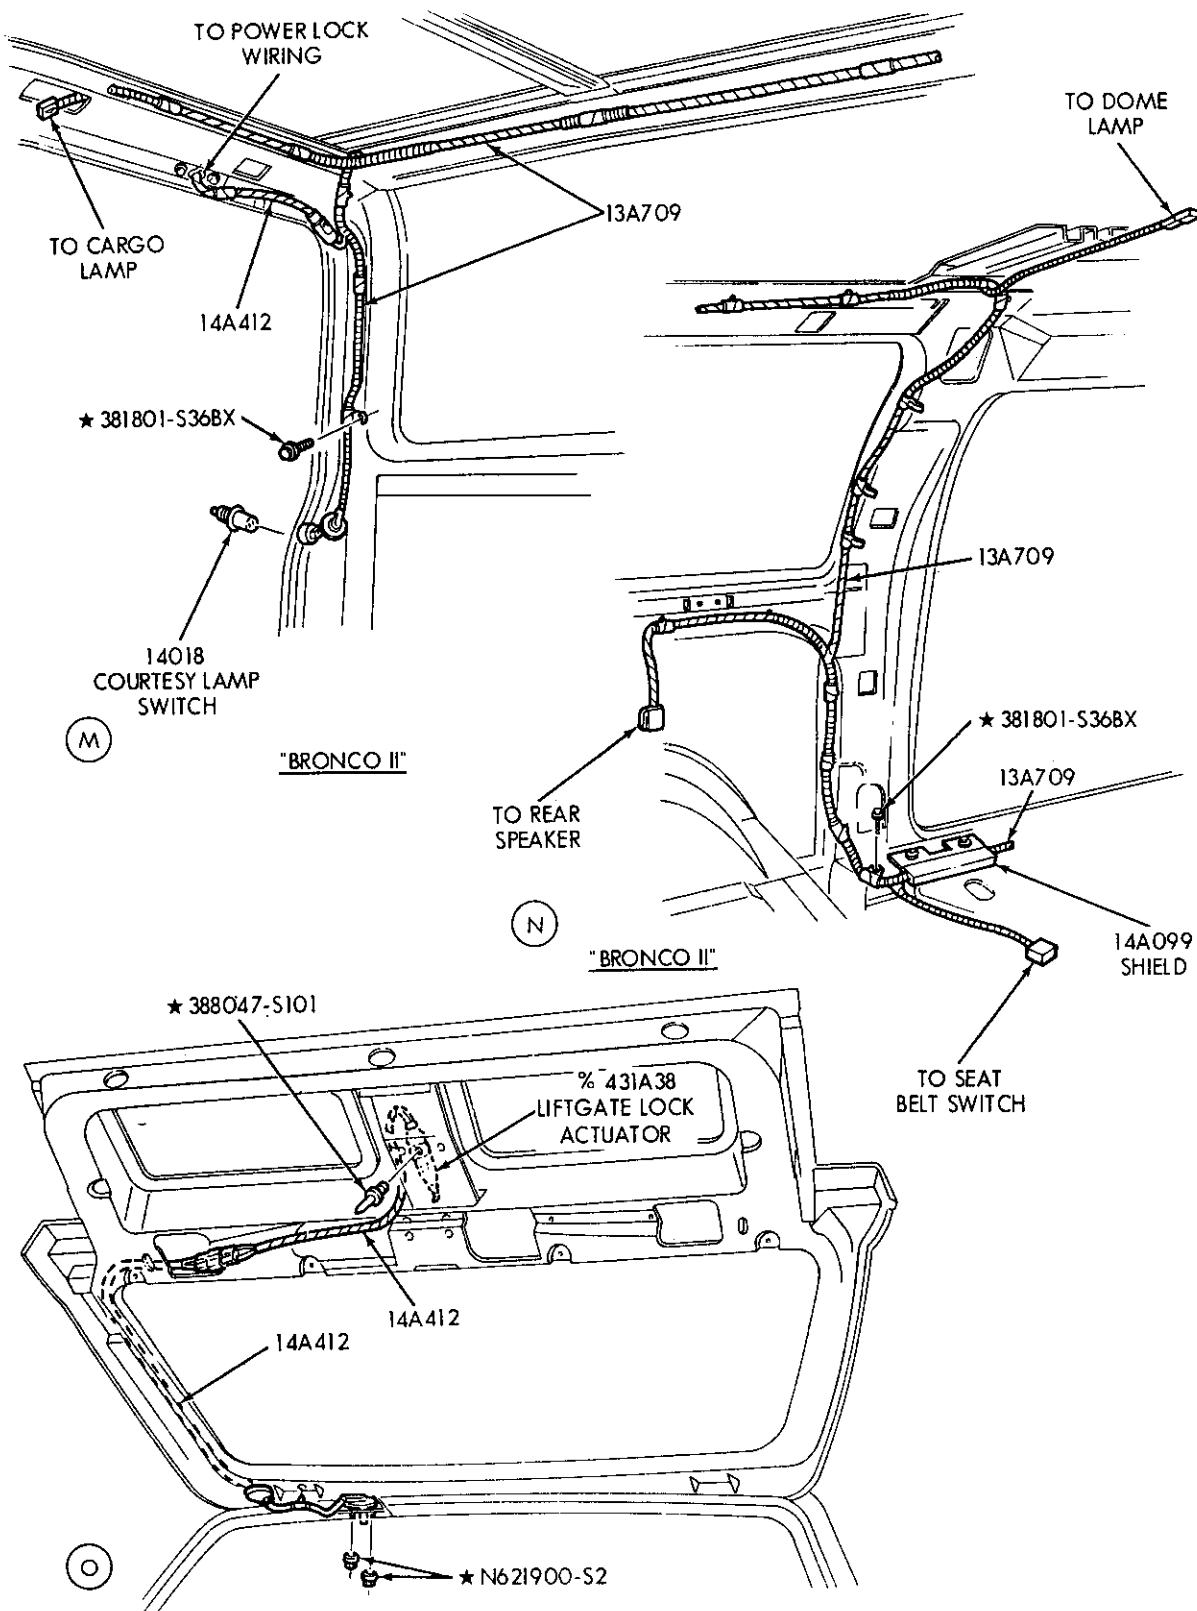 TO POWER LOCK
WIRING
TO DOME
LAMP
13A709
TO CARGO
LAMP
14A412
★ 381801-S36BX
13A709
14018
COURTESY LAMP
SWITCH
M
"BRONCO II"
★ 381801-S36BX
13A709
TO REAR
SPEAKER
N
"BRONCO II"
14A099
SHIELD
TO SEAT
BELT SWITCH
★ 388047-S101
% 431A38
LIFTGATE LOCK
ACTUATOR
14A412
14A412
O
★ N621900-S2